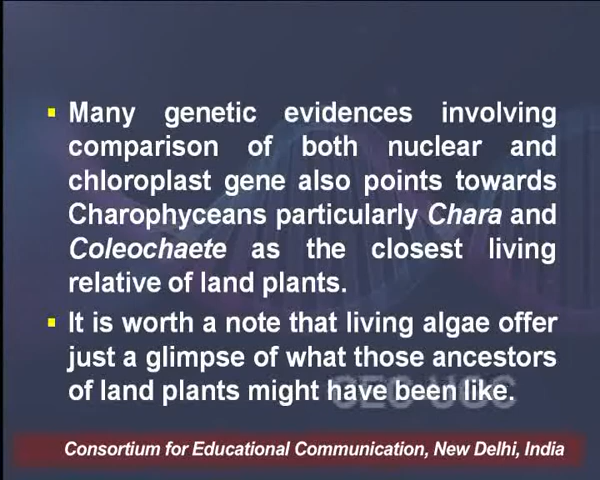 Many genetic evidences involving
comparison of both nuclear and
chloroplast gene also points towards
Charophyceans particularly Chara and
Coleochaete as the closest living
relative of land plants.
It is worth a note that living algae offer
just a glimpse of what those ancestors
of land plants might have been like.
CEC UGC
Consortium for Educational Communication, New Delhi, India